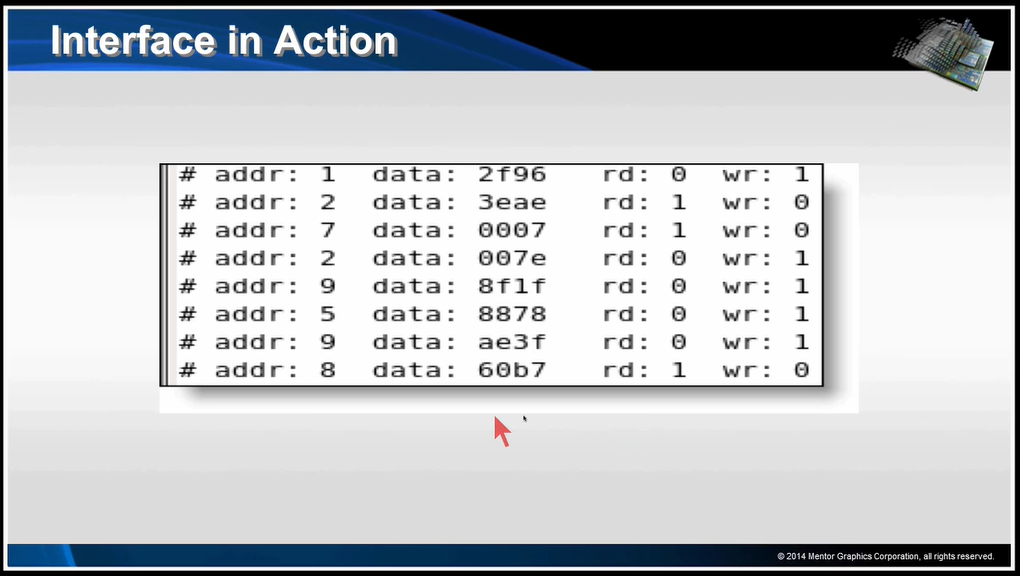 Interface in Action
# addr: 1 data: 2f96 rd: 0 wr: 1
# addr: 2 data: 3eae rd: 1 wr: 0
# addr: 7 data: 0007 rd: 1 wr: 0
# addr: 2 data: 007e rd: 0 wr: 1
# addr: 9 data: 8f1f rd: 0 wr: 1
# addr: 5 data: 8878 rd: 0 wr: 1
# addr: 9 data: ae3f rd: 0 wr: 1
# addr: 8 data: 60b7 rd: 1 wr: 0
© 2014 Mentor Graphics Corporation, all rights reserved.